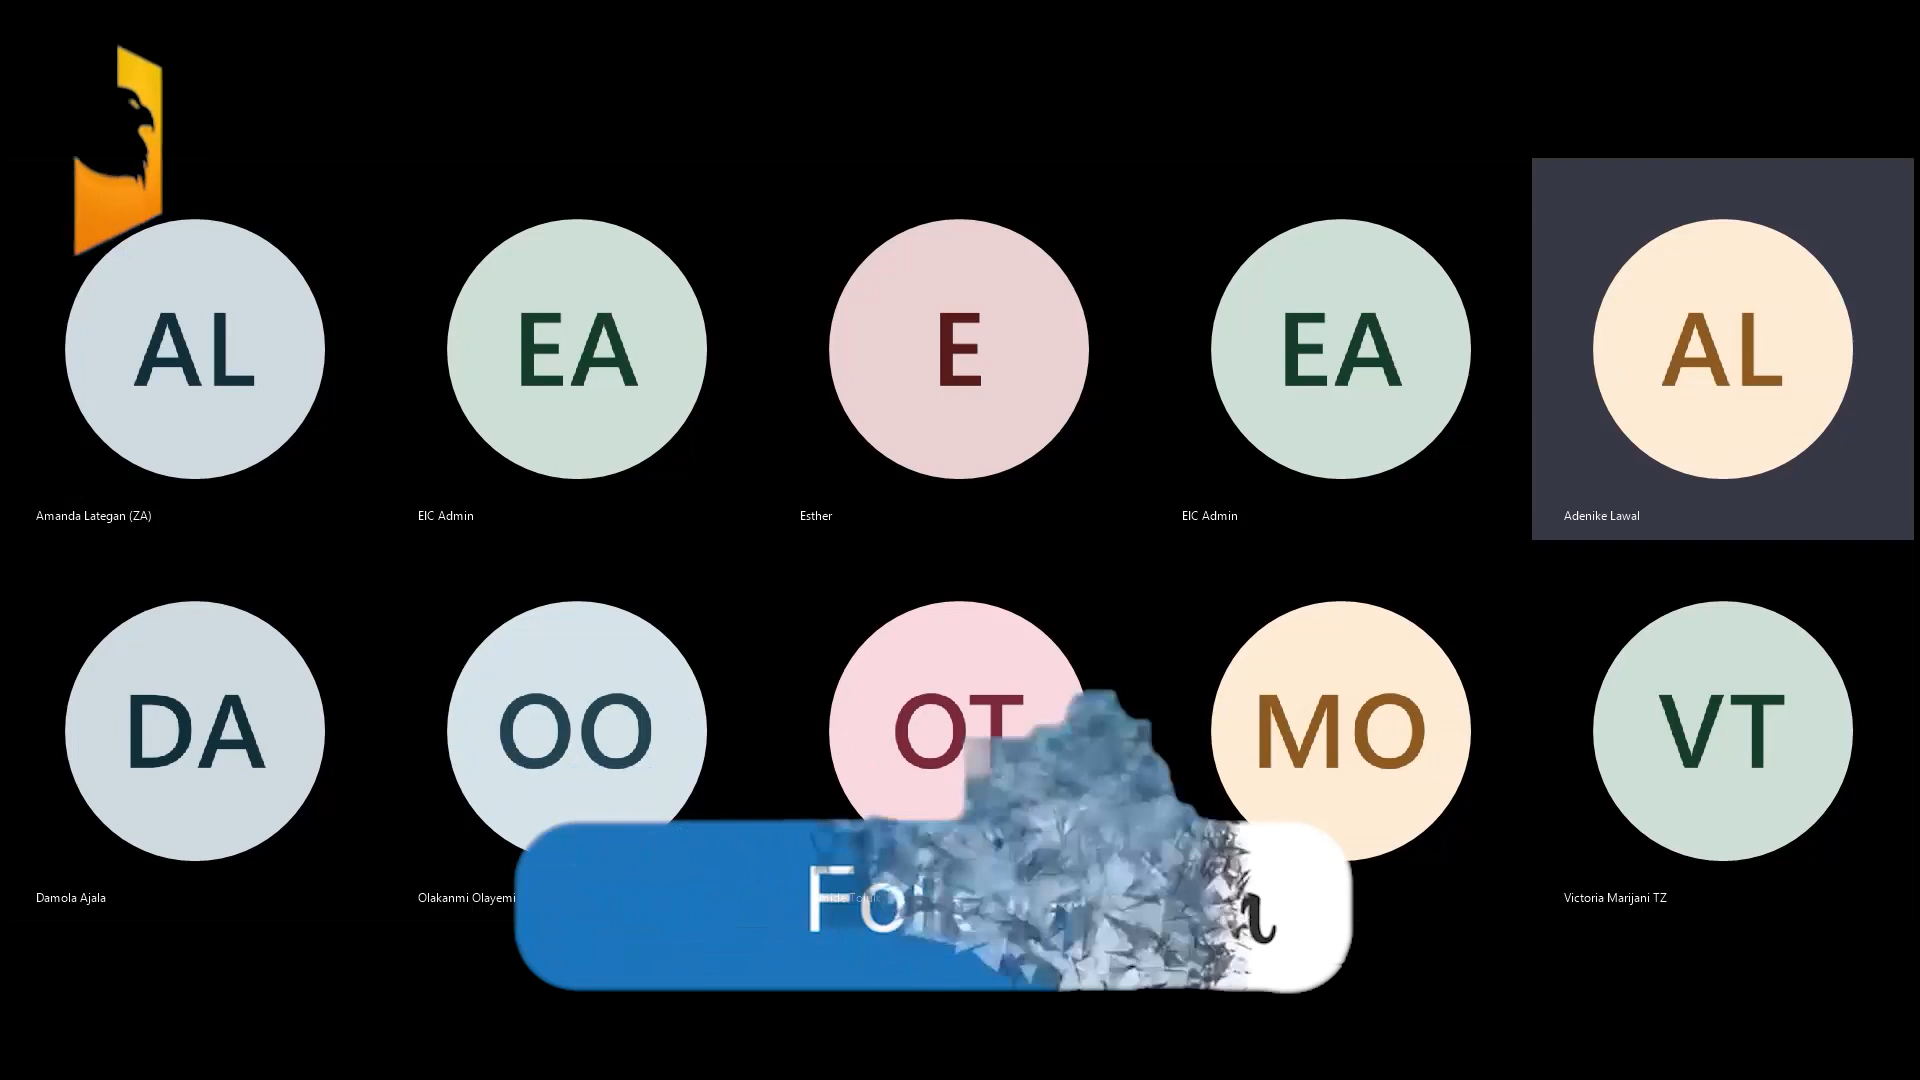 AL
EA
E
EA
AL
Amanda Lategan (ZA)
EIC Admin
Esther
EIC Admin
Adenike Lawal
DA
OO
OT
MO
VT
Damola Ajala
Olakanmi Olayemi
Victoria Marijani TZ